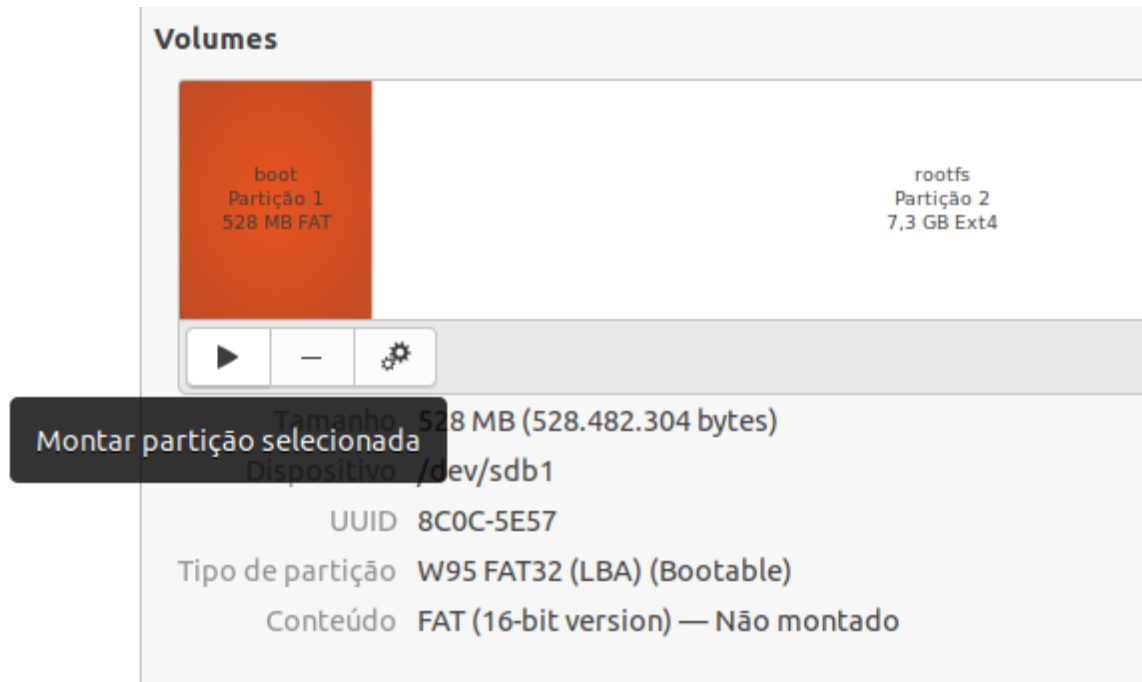 Volumes
boot
Partição 1
528 MB FAT
rootfs
Partição 2
7,3 GB Ext4
Tamanho 528 MB (528.482.304 bytes)
Montar partição selecionada
Dispositivo /dev/sdb1
UUID 8C0C-5E57
Tipo de partição W95 FAT32 (LBA) (Bootable)
Conteúdo FAT (16-bit version) — Não montado